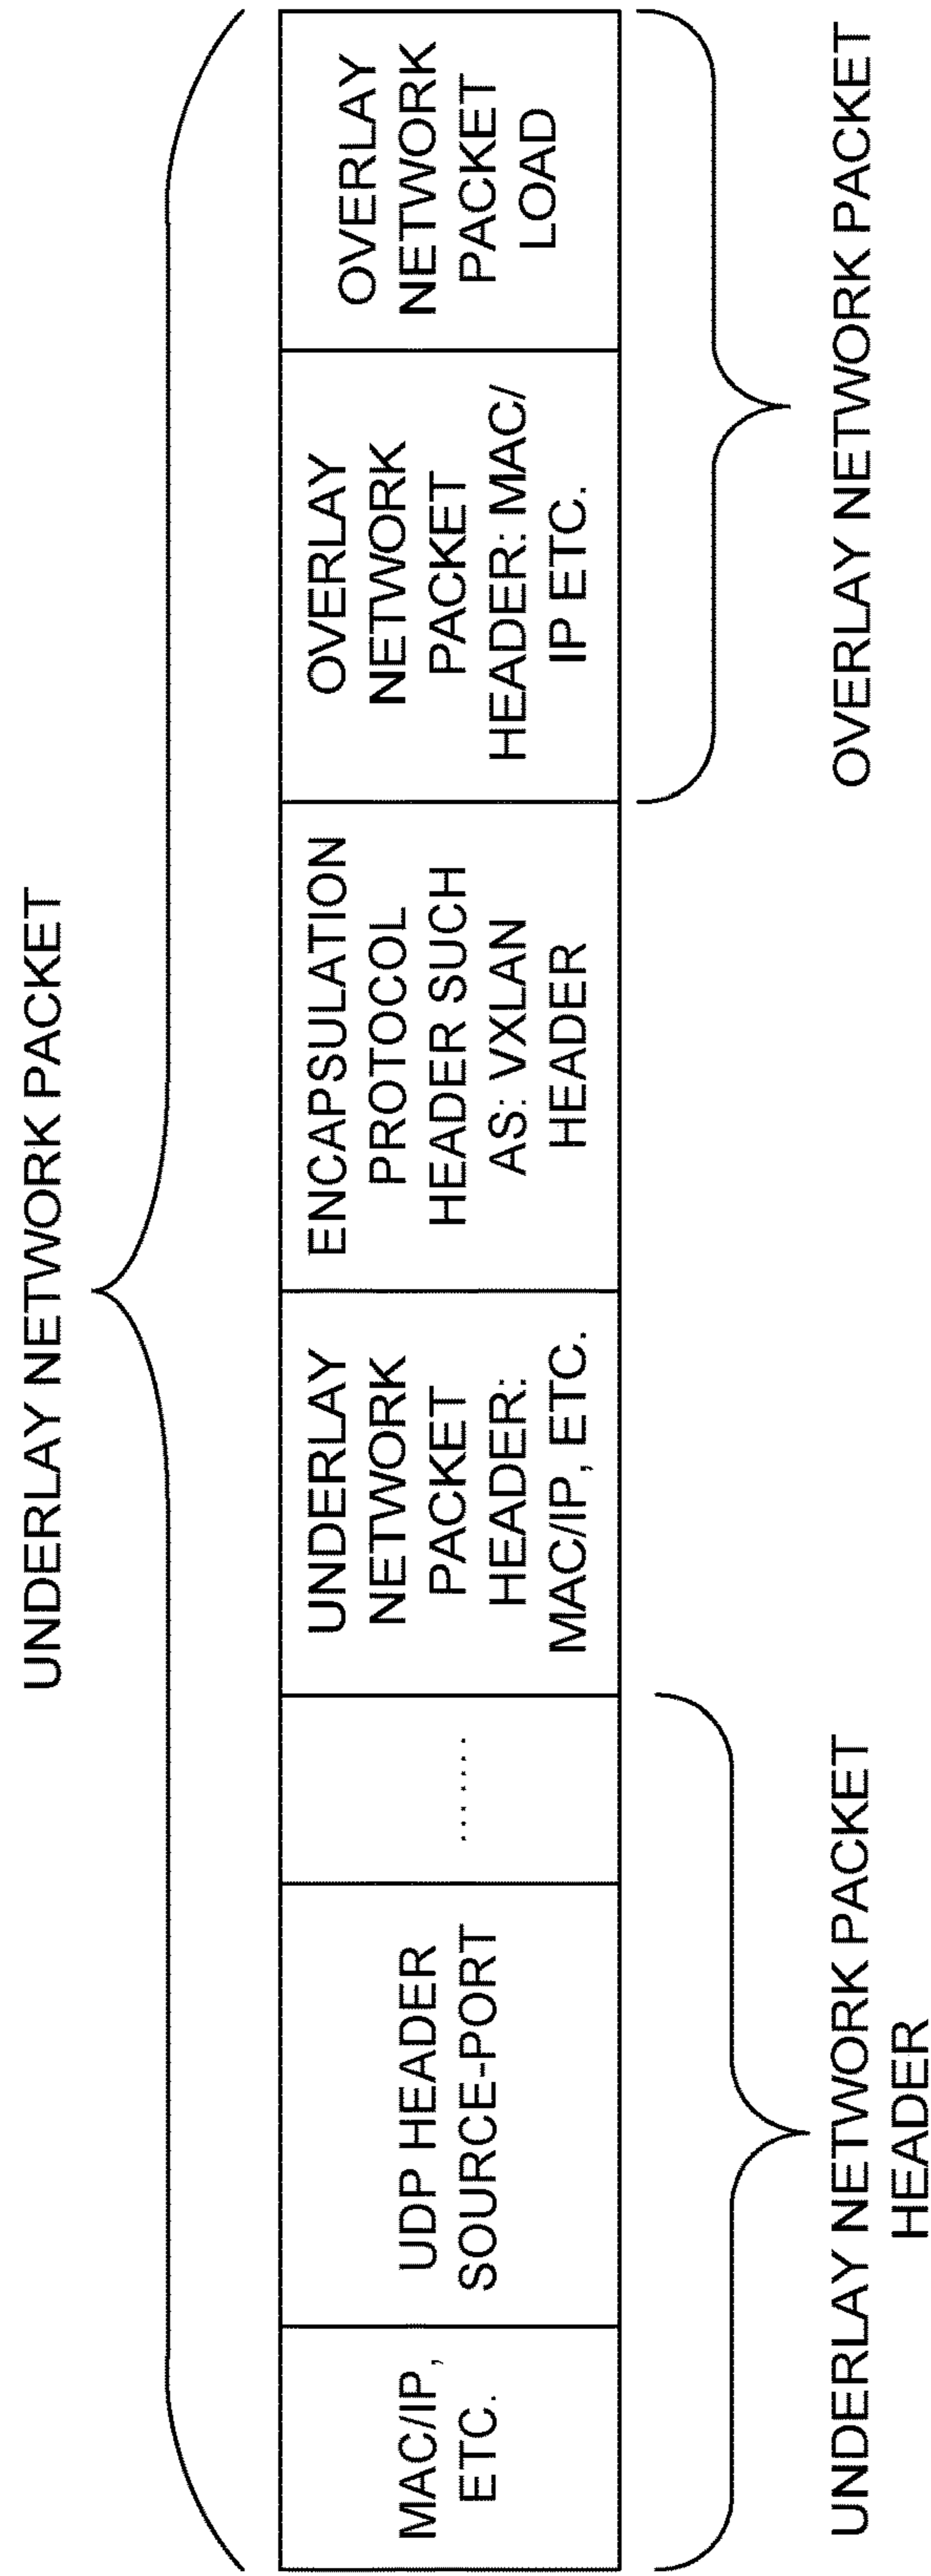 UNDERLAY NETWORK PACKET
MAC/IP,
ETC.
UDP HEADER
SOURCE-PORT
.......
UNDERLAY
NETWORK
PACKET
HEADER:
MAC/IP, ETC.
ENCAPSULATION
PROTOCOL
HEADER SUCH
AS: VXLAN
HEADER
OVERLAY
NETWORK
PACKET
HEADER: MAC/
IP ETC.
OVERLAY
NETWORK
PACKET
LOAD
UNDERLAY NETWORK PACKET
HEADER
OVERLAY NETWORK PACKET